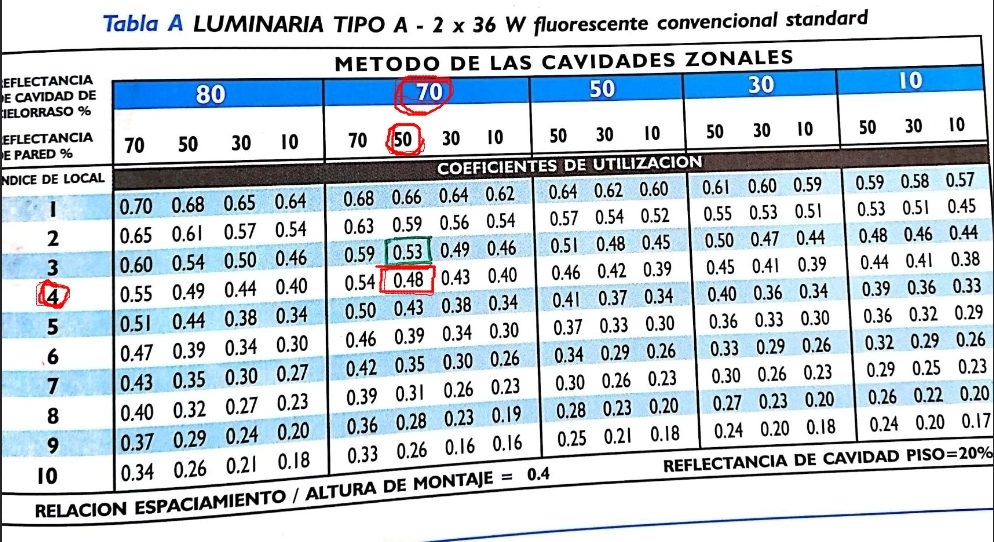 Tabla A LUMINARIA TIPO A - 2 x 36 W fluorescente convencional standard
METODO DE LAS CAVIDADES ZONALES
REFLECTANCIA
DE CAVIDAD DE
CIELORRASO %
80 70 50 30 10
REFLECTANCIA
DE PARED %
70 50 30 10 70 50 30 10 50 30 10 50 30 10 50 30 10
INDICE DE LOCAL COEFICIENTES DE UTILIZACION
1 0.70 0.68 0.65 0.64 0.68 0.66 0.64 0.62 0.64 0.62 0.60 0.61 0.60 0.59 0.59 0.58 0.57
2 0.65 0.61 0.57 0.54 0.63 0.59 0.56 0.54 0.57 0.54 0.52 0.55 0.53 0.51 0.53 0.51 0.45
3 0.60 0.54 0.50 0.46 0.59 0.53 0.49 0.46 0.51 0.48 0.45 0.50 0.47 0.44 0.48 0.46 0.44
4 0.55 0.49 0.44 0.40 0.54 0.48 0.43 0.40 0.46 0.42 0.39 0.45 0.41 0.39 0.44 0.41 0.38
5 0.51 0.44 0.38 0.34 0.50 0.43 0.38 0.34 0.41 0.37 0.34 0.40 0.36 0.34 0.39 0.36 0.33
6 0.47 0.39 0.34 0.30 0.46 0.39 0.34 0.30 0.37 0.33 0.30 0.36 0.33 0.30 0.36 0.32 0.29
7 0.43 0.35 0.30 0.27 0.42 0.35 0.30 0.26 0.34 0.29 0.26 0.33 0.29 0.26 0.32 0.29 0.26
8 0.40 0.32 0.27 0.23 0.39 0.31 0.26 0.23 0.30 0.26 0.23 0.30 0.26 0.23 0.29 0.25 0.23
9 0.37 0.29 0.24 0.20 0.36 0.28 0.23 0.19 0.28 0.23 0.20 0.27 0.23 0.20 0.26 0.22 0.20
10 0.34 0.26 0.21 0.18 0.33 0.26 0.16 0.16 0.25 0.21 0.18 0.24 0.20 0.18 0.24 0.20 0.17
RELACION ESPACIAMIENTO / ALTURA DE MONTAJE = 0.4 REFLECTANCIA DE CAVIDAD PISO=20%